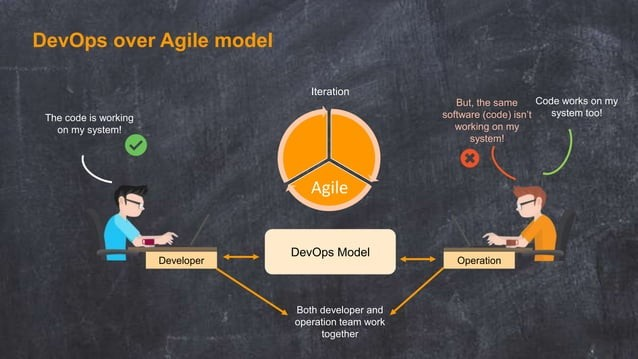 DevOps over Agile model
Iteration
The code is working
on my system!
But, the same
software (code) isn't
working on my
system!
Code works on my
system too!
Agile
Developer
DevOps Model
Operation
Both developer and
operation team work
together